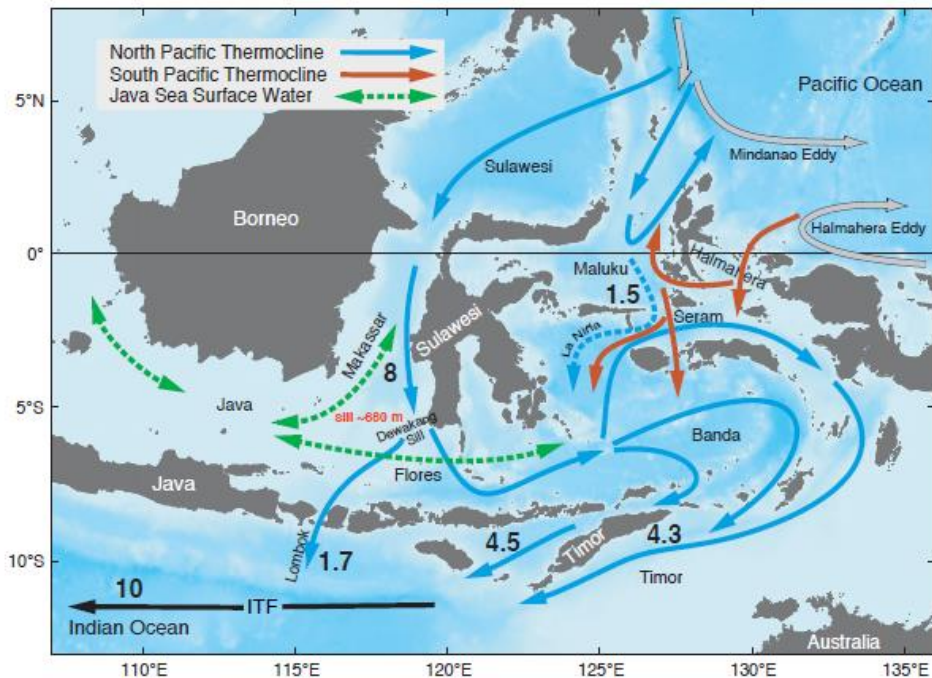 North Pacific Thermocline
South Pacific Thermocline
Java Sea Surface Water
Pacific Ocean
5°N
Mindanao Eddy
Sulawesi
Borneo
Halmahera Eddy
0°
Maluku
Halmahera
1.5
Seram
Makassar
Sulawesi
La Niña
8
Java
sill ~680 m
5°S
Dewakang
Sill
Banda
Flores
Java
4.5
Timor
4.3
Lombok
1.7
10°S
Timor
10
ITF
Indian Ocean
Australia
110°E
115°E
120°E
125°E
130°E
135°E